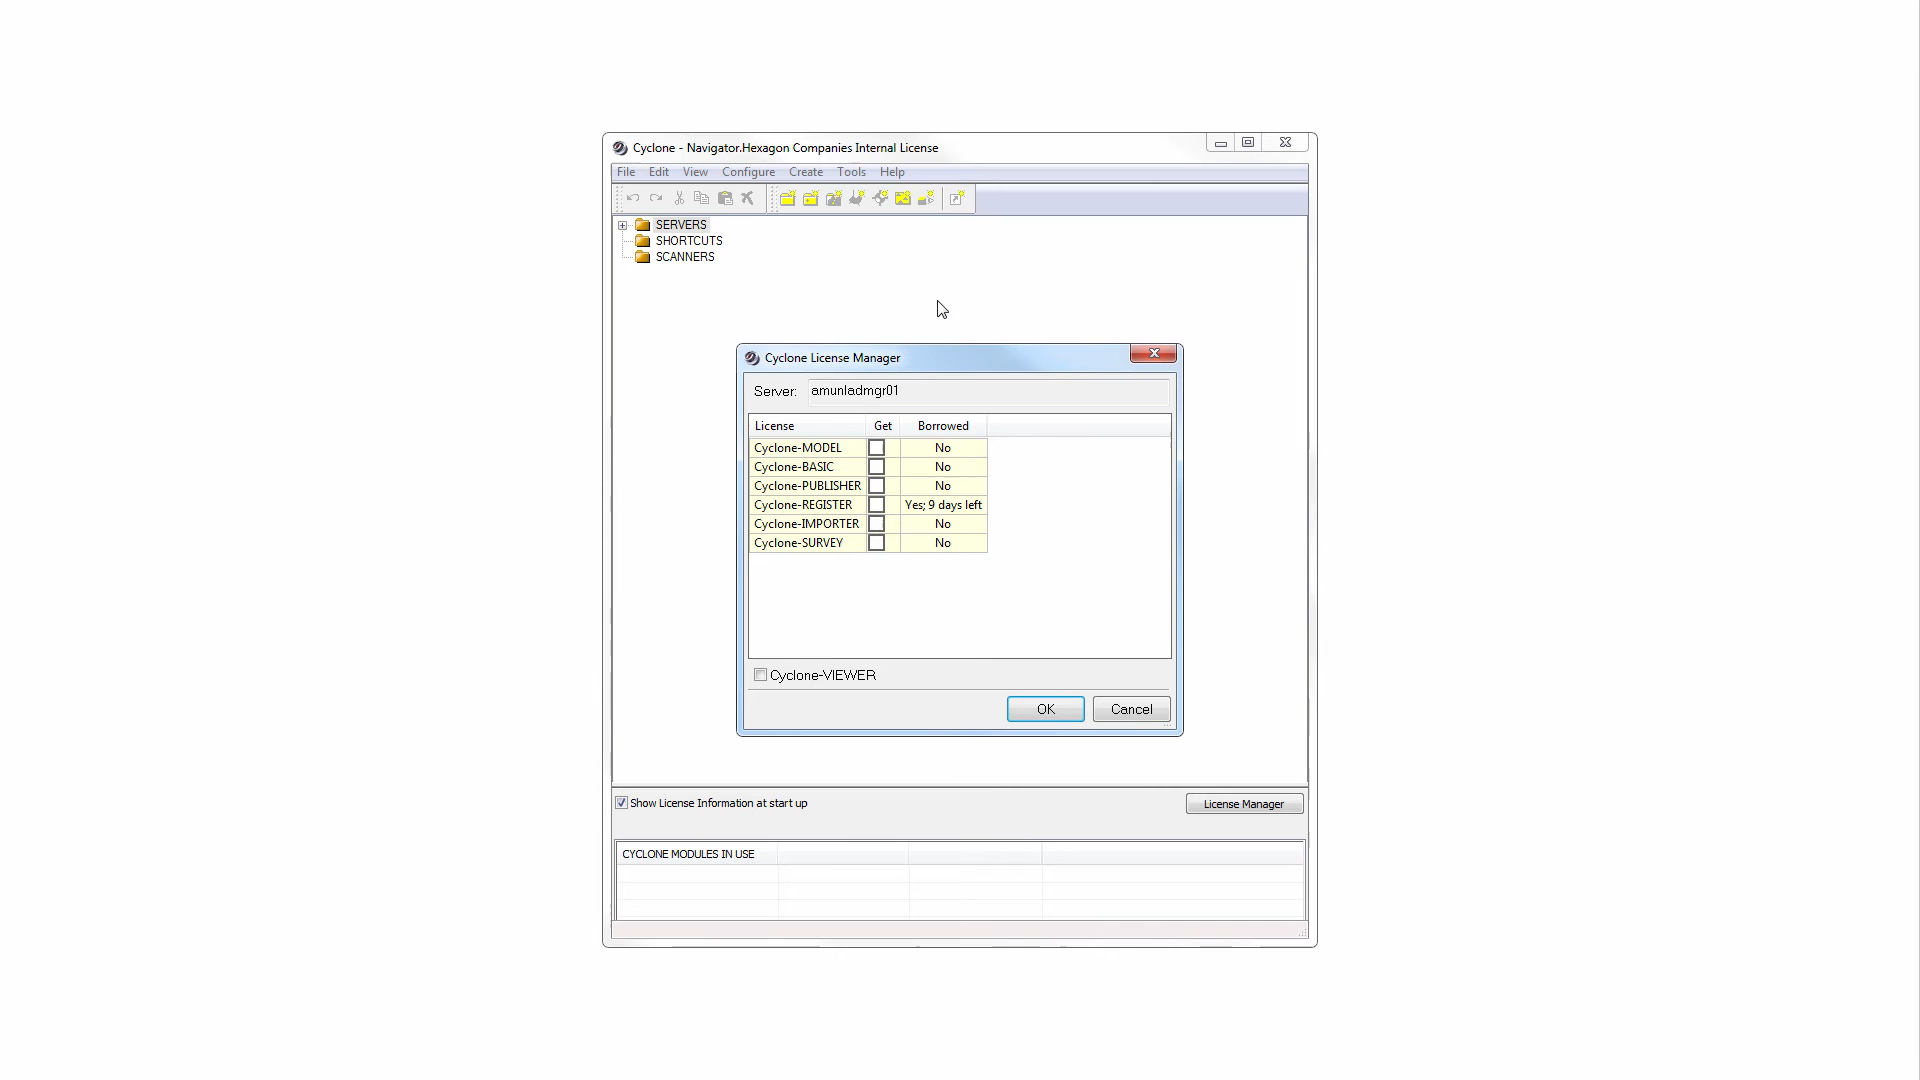 Cyclone - Navigator.Hexagon Companies Internal License
File Edit View Configure Create Tools Help
SERVERS
SHORTCUTS
SCANNERS
Cyclone License Manager
Server: amunladmgr01
License Get Borrowed
Cyclone-MODEL No
Cyclone-BASIC No
Cyclone-PUBLISHER No
Cyclone-REGISTER Yes; 9 days left
Cyclone-IMPORTER No
Cyclone-SURVEY No
Cyclone-VIEWER
OK Cancel
Show License Information at start up License Manager
CYCLONE MODULES IN USE